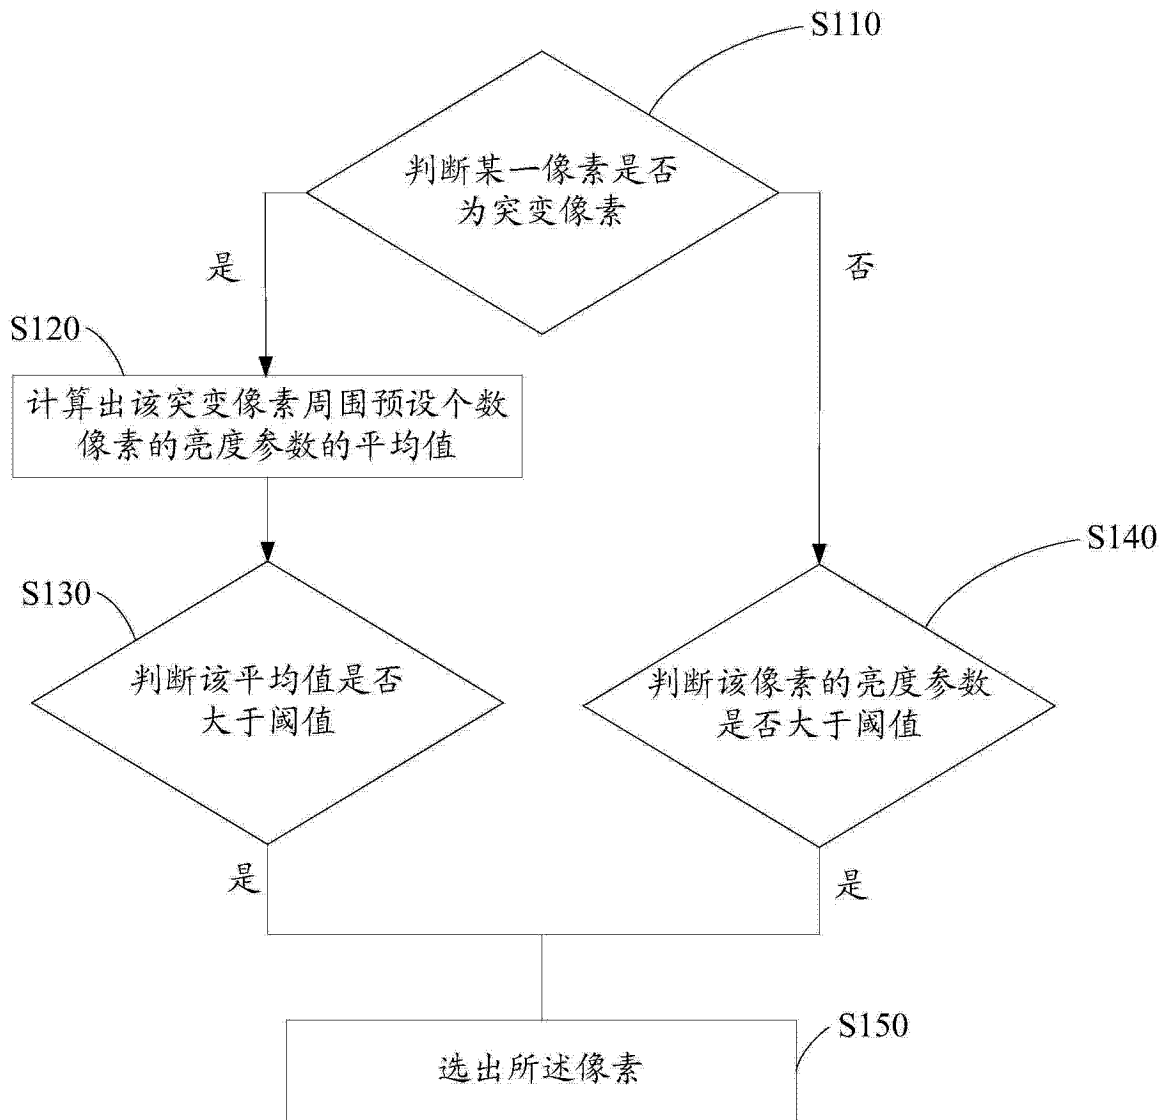 S110
判断某一像素是否
为突变像素
是
否
S120
计算出该突变像素周围预设个数
像素的亮度参数的平均值
S130
判断该平均值是否
大于阈值
S140
判断该像素的亮度参数
是否大于阈值
是
是
S150
选出所述像素